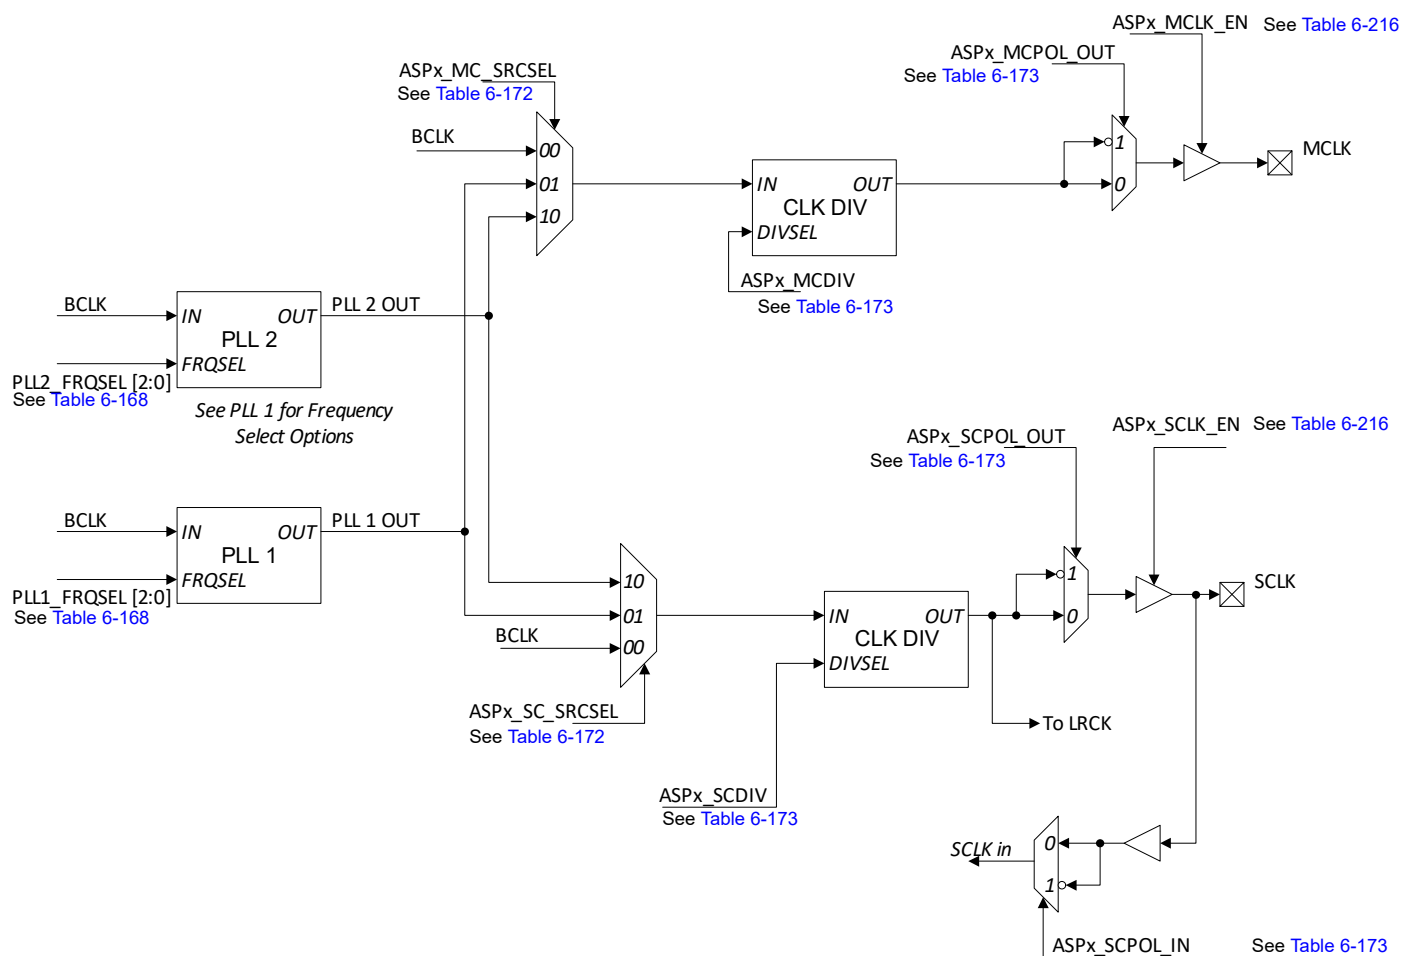 ASPx_MCLK_EN See Table 6-216
ASPx_MCPOL_OUT
See Table 6-173
ASPx_MC_SRCSEL
See Table 6-172
BCLK
00
01
10
IN OUT
CLK DIV
DIVSEL
ASPx_MCDIV
See Table 6-173
1
0
MCLK
BCLK
IN OUT
PLL 2
FRQSEL
PLL 2 OUT
PLL2_FRQSEL [2:0]
See Table 6-168
See PLL 1 for Frequency
Select Options
BCLK
IN OUT
PLL 1
FRQSEL
PLL 1 OUT
PLL1_FRQSEL [2:0]
See Table 6-168
ASPx_SCLK_EN See Table 6-216
ASPx_SCPOL_OUT
See Table 6-173
10
01
00
BCLK
ASPx_SC_SRCSEL
See Table 6-172
IN OUT
CLK DIV
DIVSEL
ASPx_SCDIV
See Table 6-173
1
0
SCLK
To LRCK
0
1
SCLK in
ASPx_SCPOL_IN See Table 6-173